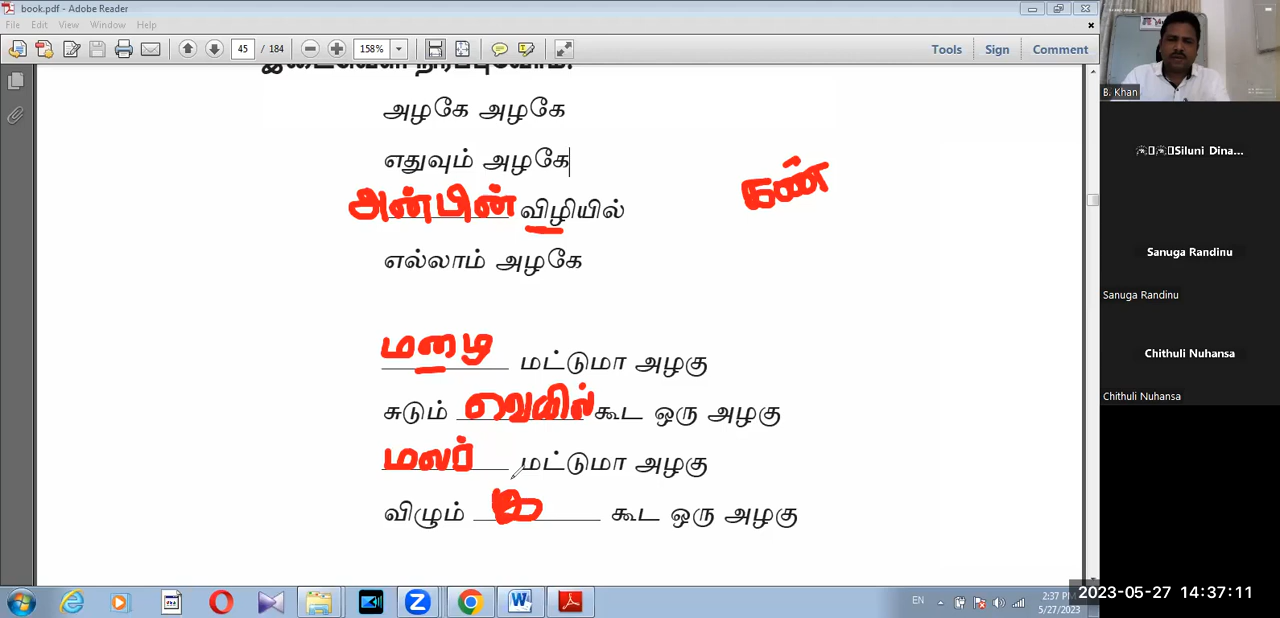 book.pdf - Adobe Reader
File Edit View Window Help
45 / 184 158% Tools Sign Comment
இடைவெளி நிரப்புவோம்.
அழகே அழகே
எதுவும் அழகே
அன்பின் விழியில்
கண்
எல்லாம் அழகே
மழை மட்டுமா அழகு
சுடும் வெயில் கூட ஒரு அழகு
மலர் மட்டுமா அழகு
விழும் இ கூட ஒரு அழகு
B. Khan
Siluni Dina...
Sanuga Randinu
Sanuga Randinu
Chithuli Nuhansa
Chithuli Nuhansa
EN 2:37 PM
5/27/2023
2023-05-27 14:37:11